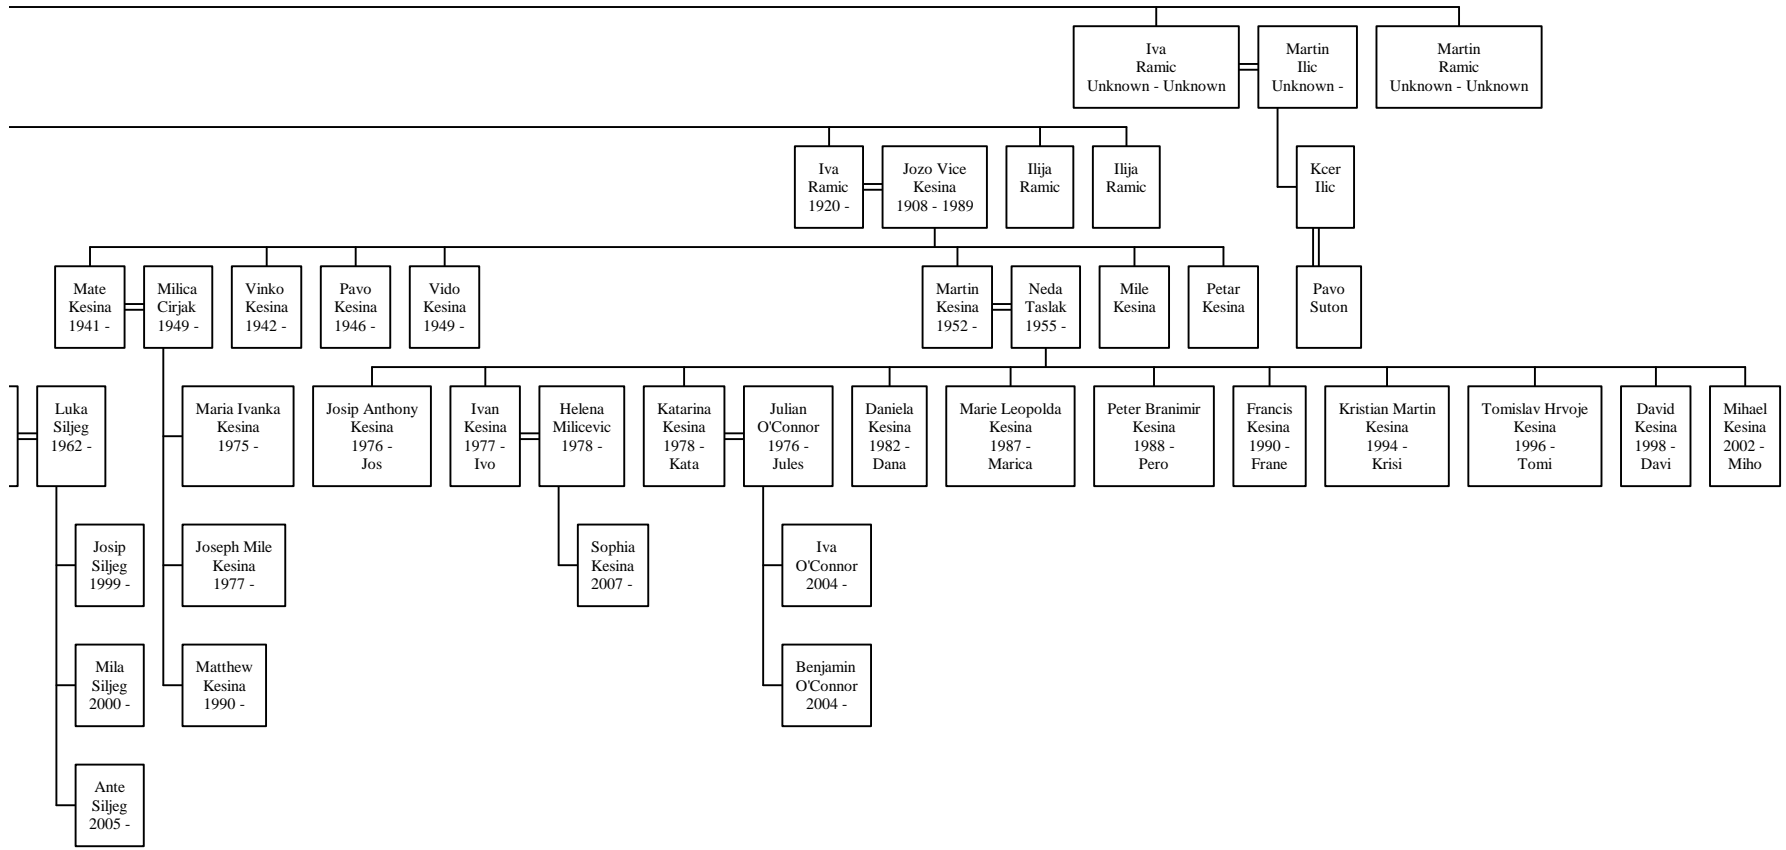 Iva
Ramic
Unknown - Unknown
Martin
Ilic
Unknown -
Martin
Ramic
Unknown - Unknown
Iva
Ramic
1920 -
Jozo Vice
Kesina
1908 - 1989
Ilija
Ramic
Ilija
Ramic
Kcer
Ilic
Mate
Kesina
1941 -
Milica
Cirjak
1949 -
Vinko
Kesina
1942 -
Pavo
Kesina
1946 -
Vido
Kesina
1949 -
Martin
Kesina
1952 -
Neda
Taslak
1955 -
Mile
Kesina
Petar
Kesina
Pavo
Suton
Luka
Siljeg
1962 -
Maria Ivanka
Kesina
1975 -
Josip Anthony
Kesina
1976 -
Jos
Ivan
Kesina
1977 -
Ivo
Helena
Milicevic
1978 -
Katarina
Kesina
1978 -
Kata
Julian
O'Connor
1976 -
Jules
Daniela
Kesina
1982 -
Dana
Marie Leopolda
Kesina
1987 -
Marica
Peter Branimir
Kesina
1988 -
Pero
Francis
Kesina
1990 -
Frane
Kristian Martin
Kesina
1994 -
Krisi
Tomislav Hrvoje
Kesina
1996 -
Tomi
David
Kesina
1998 -
Davi
Mihael
Kesina
2002 -
Miho
Josip
Siljeg
1999 -
Joseph Mile
Kesina
1977 -
Sophia
Kesina
2007 -
Iva
O'Connor
2004 -
Mila
Siljeg
2000 -
Matthew
Kesina
1990 -
Benjamin
O'Connor
2004 -
Ante
Siljeg
2005 -